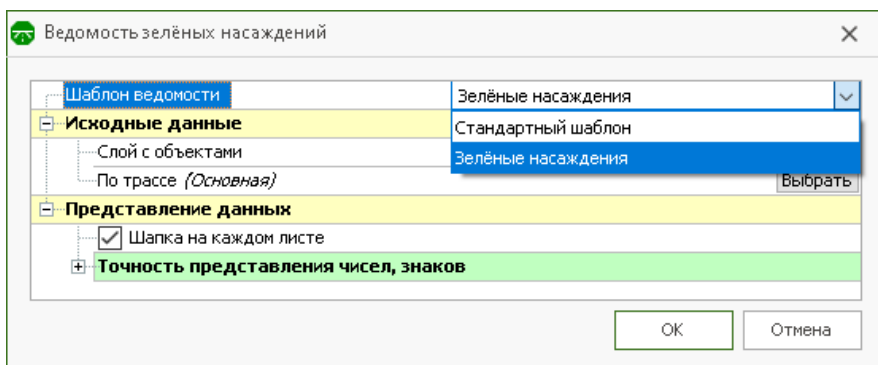 Ведомость зелёных насаждений
Шаблон ведомости Зелёные насаждения
Исходные данные Стандартный шаблон
Слой с объектами Зелёные насаждения
По трассе (Основная) Выбрать
Представление данных
Шапка на каждом листе
Точность представления чисел, знаков
ОК Отмена